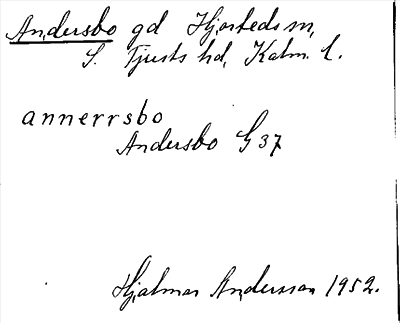 Andersbo gd Hjorteds sn,
S. Tjusts hd, Kalm. l.
annerrsbo
Andersbo G 37
Hjalmar Andersson 1952.